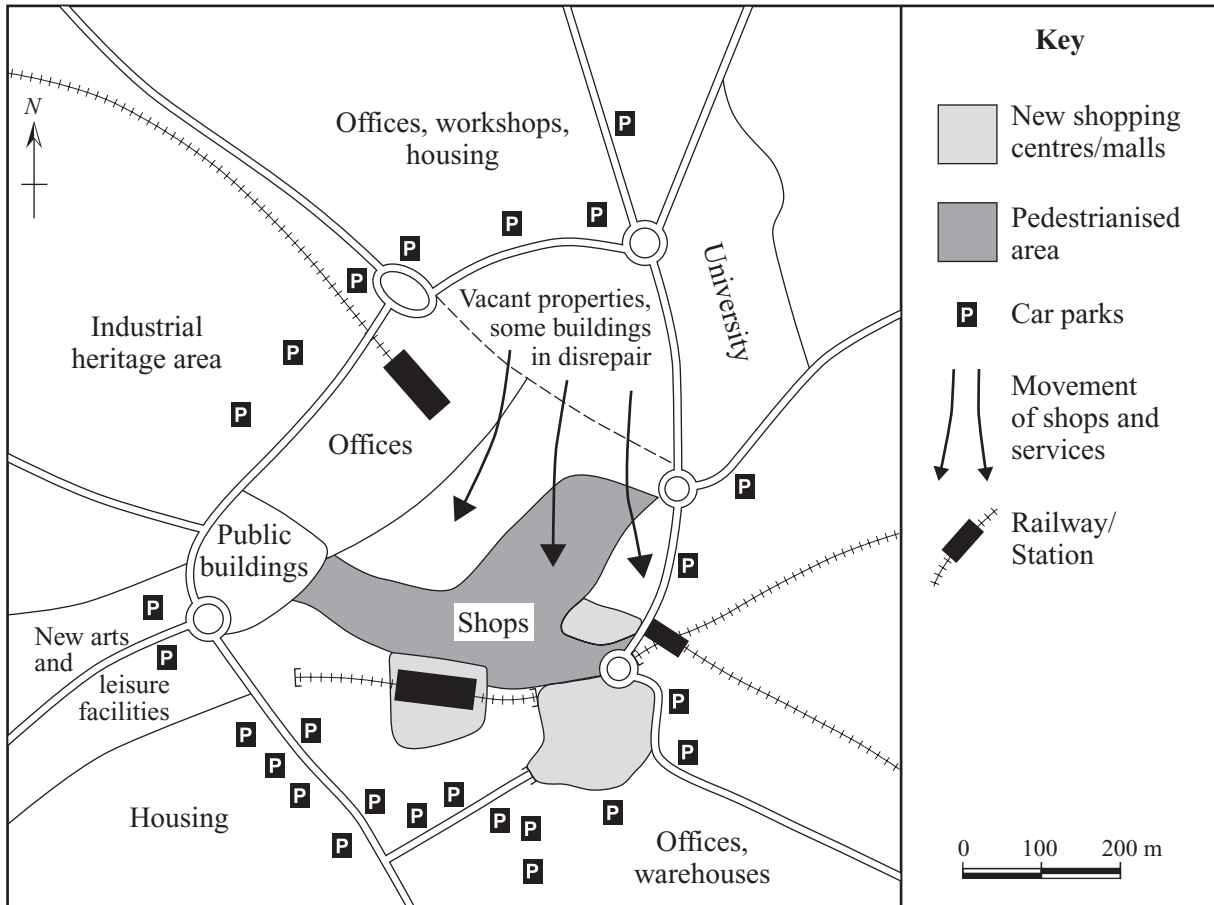 N
Offices, workshops,
housing
P
P
P
P
P
Vacant properties,
some buildings
in disrepair
University
Industrial
heritage area
P
P
Offices
P
Public
buildings
P
Shops
P
New arts
and
P
leisure
facilities
P
P
P
P
P
P
Housing
P
P
P
P
P
P
P
P
Offices,
warehouses
Key
New shopping
centres/malls
Pedestrianised
area
P Car parks
Movement
of shops and
services
Railway/
Station
0 100 200 m